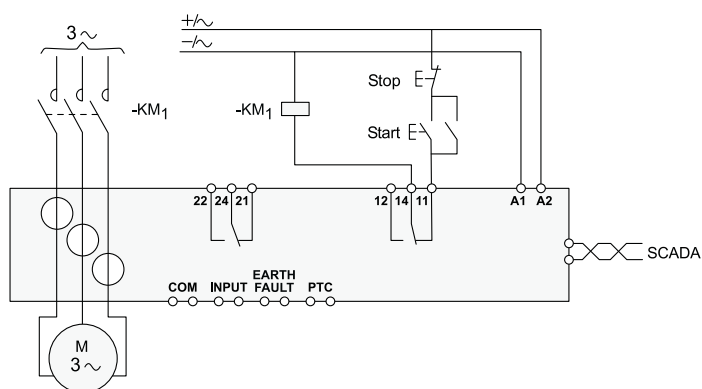 3∿
+/∿
−/∿
-KM1
-KM1
Stop
Start
22 24 21
12 14 11
A1 A2
COM INPUT EARTH FAULT PTC
SCADA
M
3∿